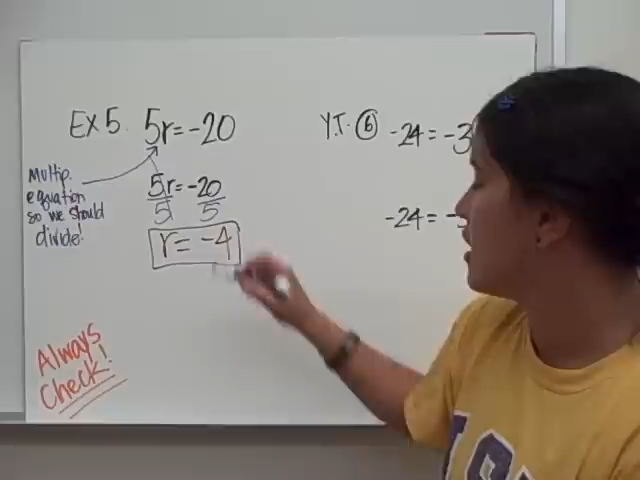 EX 5. 5r = -20
Multip.
equation
so we should
divide!
5r = -20
5 5
r = -4
Always
Check!
Y.T. 6 -24 = -3
-24 = -3